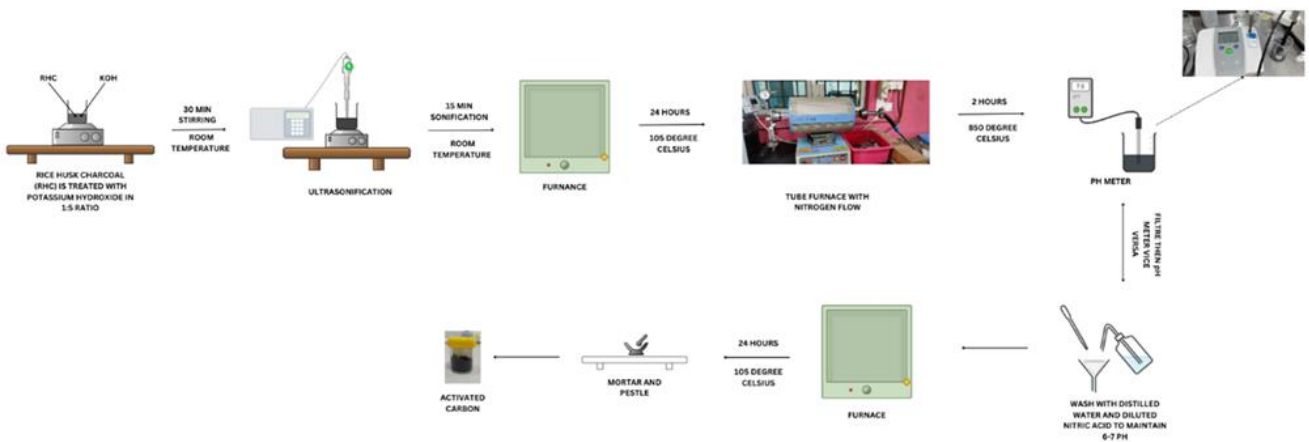 RHC
KOH
RICE HUSK CHARCOAL
(RHC) IS TREATED WITH
POTASSIUM HYDROXIDE IN
1:5 RATIO
30 MIN
STIRRING
ROOM
TEMPERATURE
ULTRASONIFICATION
15 MIN
SONIFICATION
ROOM
TEMPERATURE
FURNANCE
24 HOURS
105 DEGREE
CELSIUS
TUBE FURNACE WITH
NITROGEN FLOW
2 HOURS
850 DEGREE
CELSIUS
PH METER
FILTRE THEN pH
METER VICE
VERSA
WASH WITH DISTILLED
WATER AND DILUTED
NITRIC ACID TO MAINTAIN
6-7 PH
FURNACE
24 HOURS
105 DEGREE
CELSIUS
MORTAR AND
PESTLE
ACTIVATED
CARBON